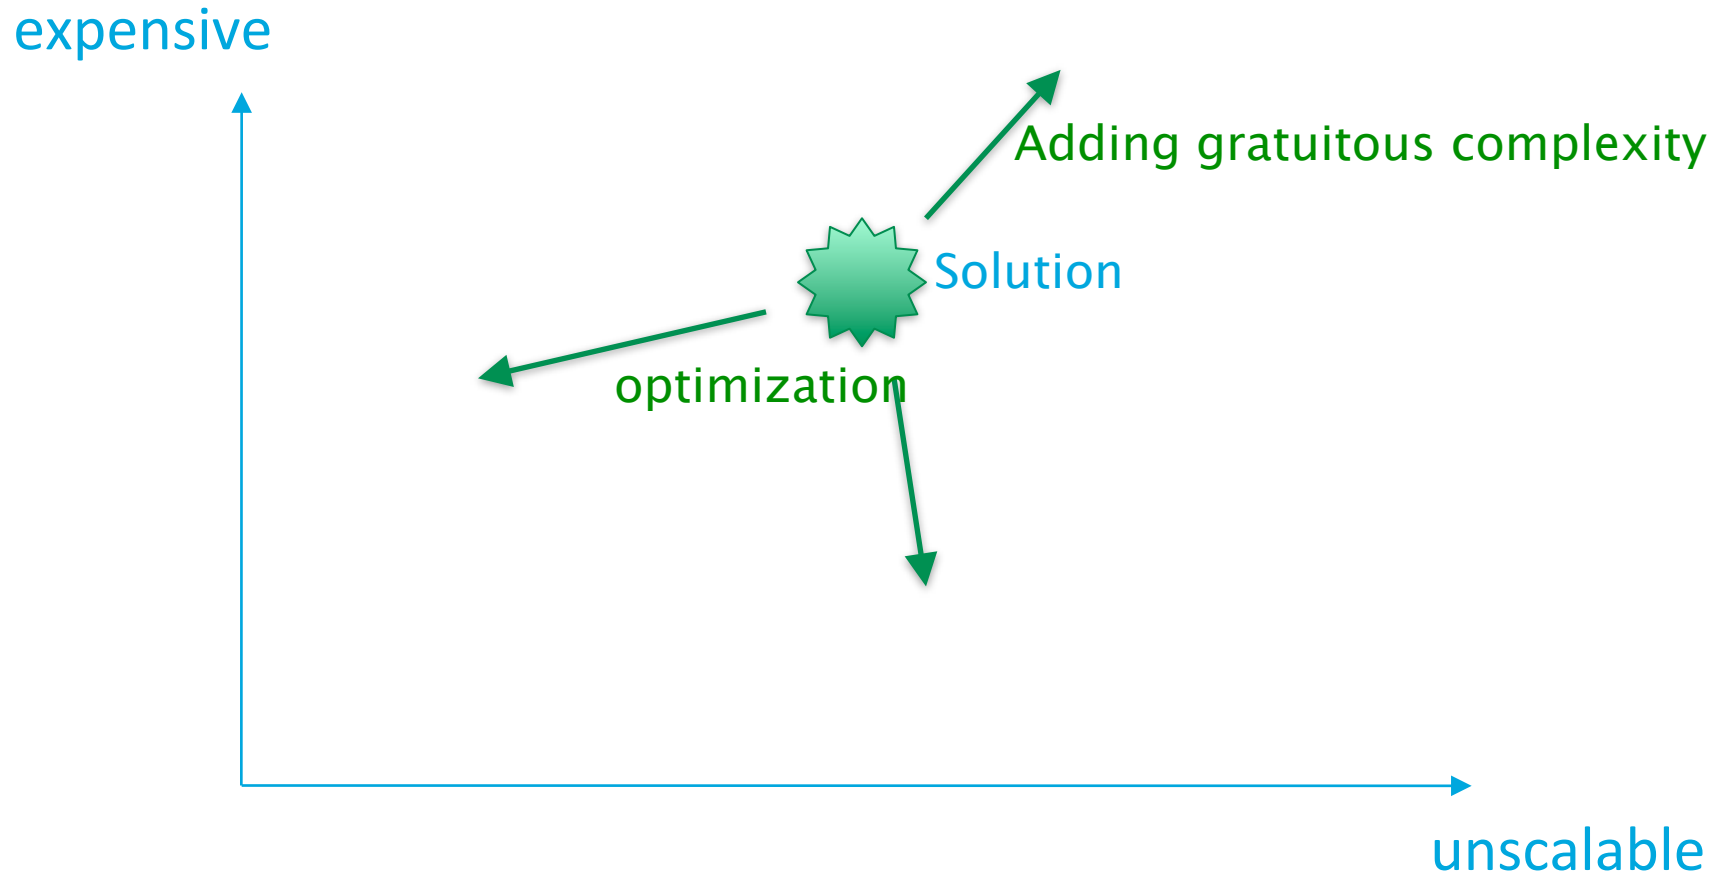 expensive
Adding gratuitous complexity
Solution
optimization
unscalable